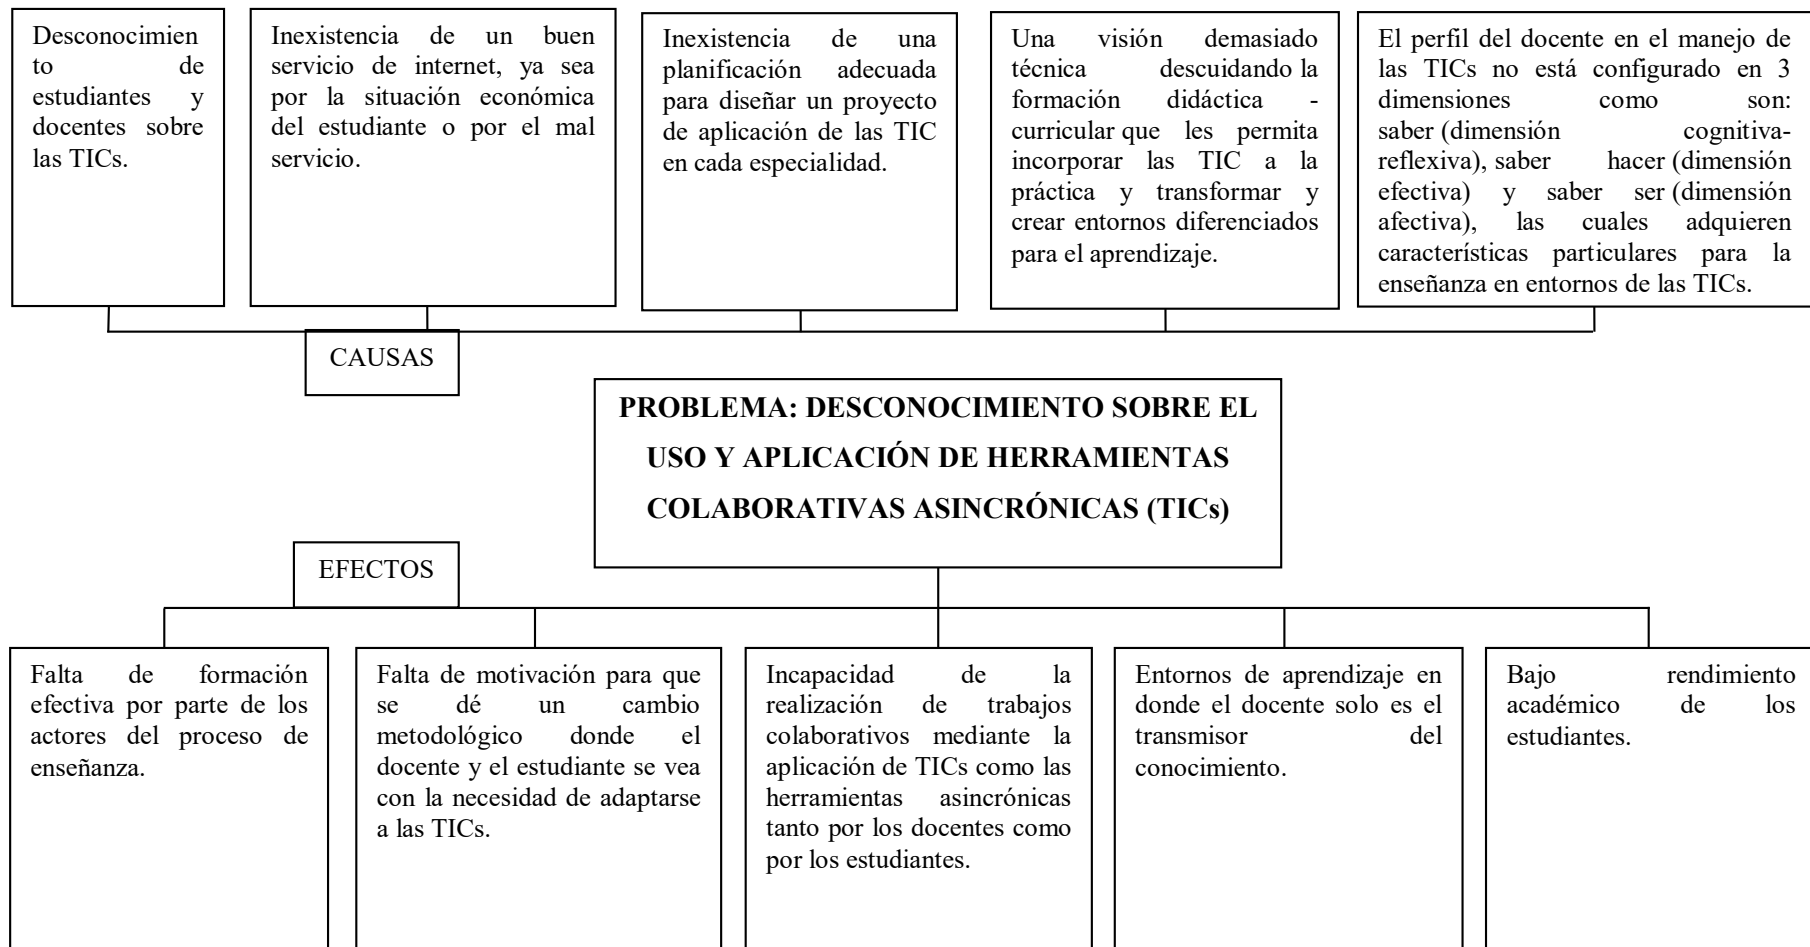 Desconocimien
to de
estudiantes y
docentes sobre
las TICs.
Inexistencia de un buen
servicio de internet, ya sea
por la situación económica
del estudiante o por el mal
servicio.
Inexistencia de una
planificación adecuada
para diseñar un proyecto
de aplicación de las TIC
en cada especialidad.
Una visión demasiado
técnica descuidando la
formación didáctica -
curricular que les permita
incorporar las TIC a la
práctica y transformar y
crear entornos diferenciados
para el aprendizaje.
El perfil del docente en el manejo de
las TICs no está configurado en 3
dimensiones como son:
saber (dimensión cognitiva-
reflexiva), saber hacer (dimensión
efectiva) y saber ser (dimensión
afectiva), las cuales adquieren
características particulares para la
enseñanza en entornos de las TICs.
CAUSAS
PROBLEMA: DESCONOCIMIENTO SOBRE EL
USO Y APLICACIÓN DE HERRAMIENTAS
COLABORATIVAS ASINCRÓNICAS (TICs)
EFECTOS
Falta de formación
efectiva por parte de los
actores del proceso de
enseñanza.
Falta de motivación para que
se dé un cambio
metodológico donde el
docente y el estudiante se vea
con la necesidad de adaptarse
a las TICs.
Incapacidad de la
realización de trabajos
colaborativos mediante la
aplicación de TICs como las
herramientas asincrónicas
tanto por los docentes como
por los estudiantes.
Entornos de aprendizaje en
donde el docente solo es el
transmisor del
conocimiento.
Bajo rendimiento
académico de los
estudiantes.